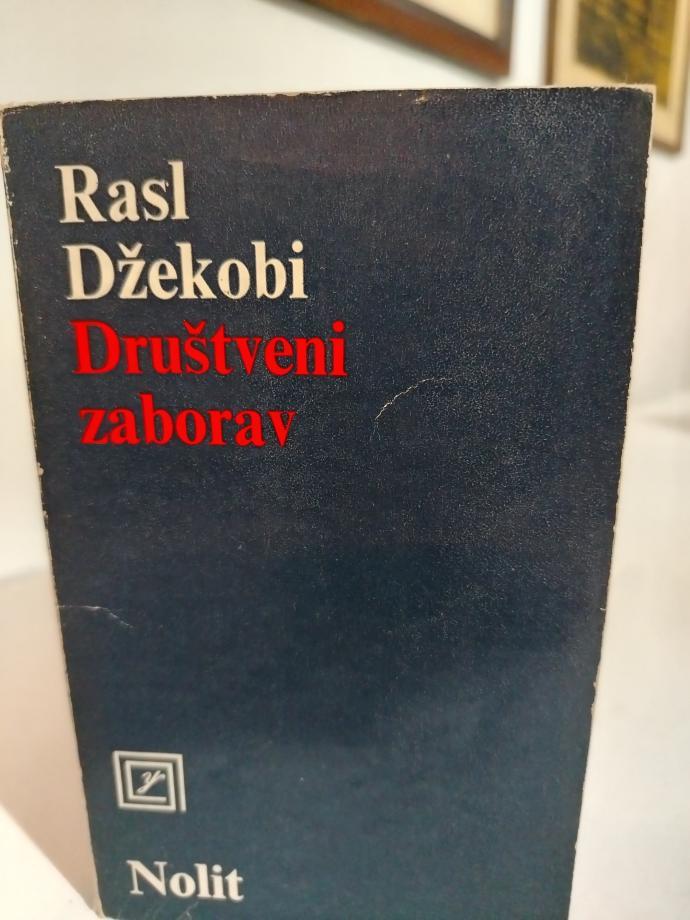 Rasl
Džekobi
Društveni
zaborav
Nolit